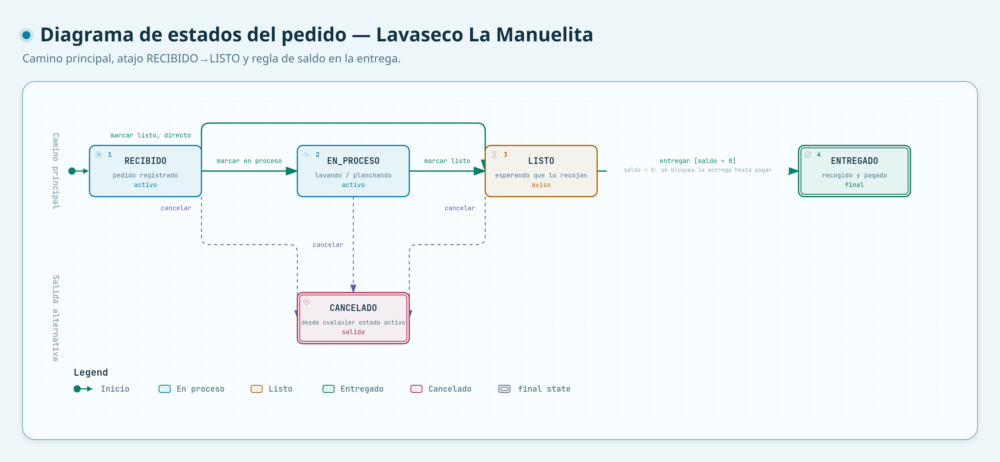 Diagrama de estados del pedido — Lavaseco La Manuelita
Camino principal, atajo RECIBIDO→LISTO y regla de saldo en la entrega.
Camino principal
marcar listo, directo
1
RECIBIDO
pedido registrado
activo
marcar en proceso
2
EN_PROCESO
lavando / planchando
activo
marcar listo
3
LISTO
esperando que lo recojan
aviso
entregar [saldo = 0]
saldo > 0: se bloquea la entrega hasta pagar
4
ENTREGADO
recogido y pagado
final
cancelar
cancelar
cancelar
Salida alternativa
CANCELADO
desde cualquier estado activo
salida
Legend
Inicio
En proceso
Listo
Entregado
Cancelado
final state